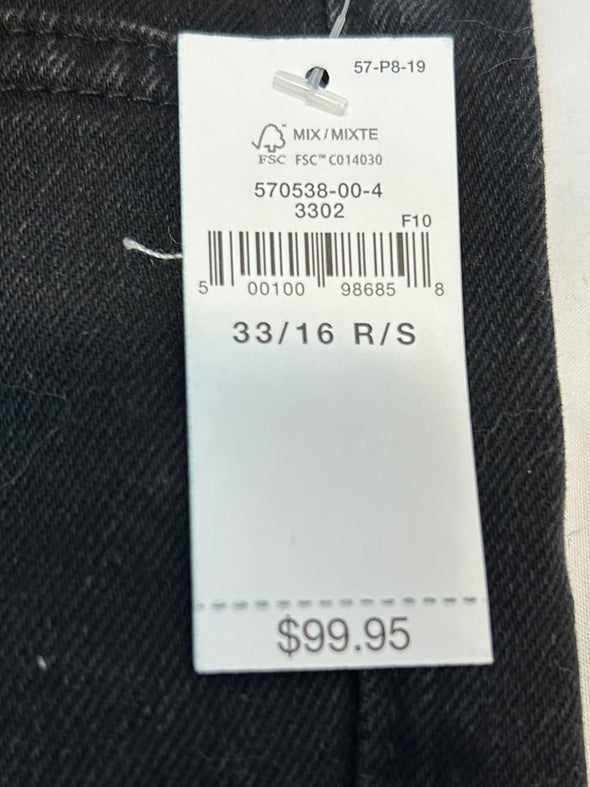 57-P8-19
MIX/MIXTE
FSC FSC™ C014030
570538-00-4
3302
F10
5 00100 98685 8
33/16 R/S
$99.95